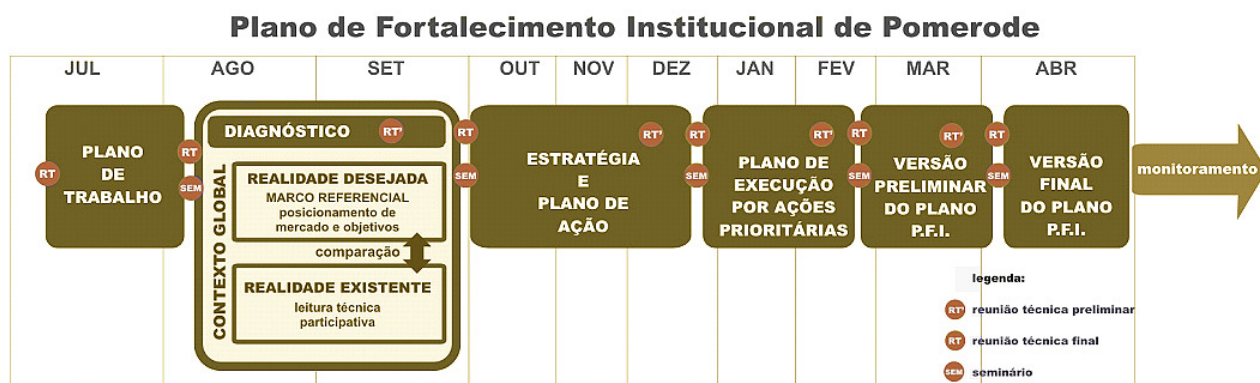 Plano de Fortalecimento Institucional de Pomerode
JUL
AGO
SET
OUT
NOV
DEZ
JAN
FEV
MAR
ABR
RT
PLANO
DE
TRABALHO
RT
SEM
CONTEXTO GLOBAL
DIAGNÓSTICO
RT'
REALIDADE DESEJADA
MARCO REFERENCIAL
posicionamento de
mercado e objetivos
comparação
REALIDADE EXISTENTE
leitura técnica
participativa
RT
SEM
ESTRATÉGIA
E
PLANO DE
AÇÃO
RT'
RT
SEM
PLANO DE
EXECUÇÃO
POR AÇÕES
PRIORITÁRIAS
RT'
RT
SEM
VERSÃO
PRELIMINAR
DO PLANO
P.F.I.
RT'
RT
SEM
VERSÃO
FINAL
DO PLANO
P.F.I.
monitoramento
legenda:
RT' reunião técnica preliminar
RT reunião técnica final
SEM seminário